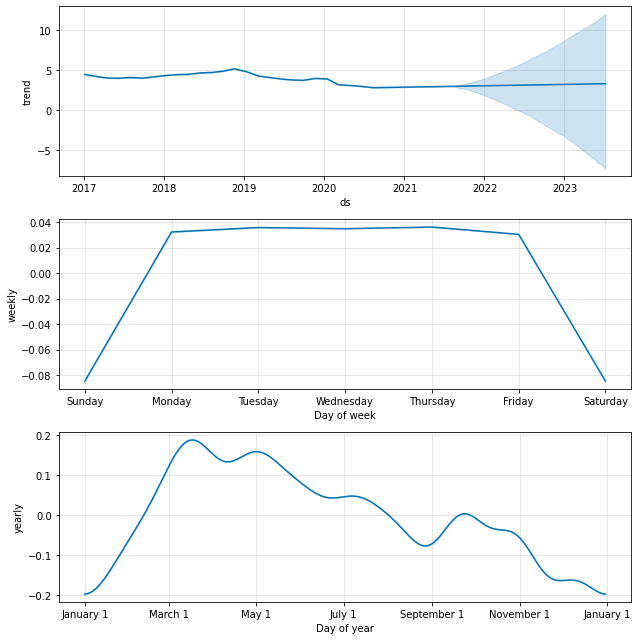 10
5
0
−5
trend
2017 2018 2019 2020 2021 2022 2023
ds
0.04
0.02
0.00
−0.02
−0.04
−0.06
−0.08
weekly
Sunday Monday Tuesday Wednesday Thursday Friday Saturday
Day of week
0.2
0.1
0.0
−0.1
−0.2
yearly
January 1 March 1 May 1 July 1 September 1 November 1 January 1
Day of year